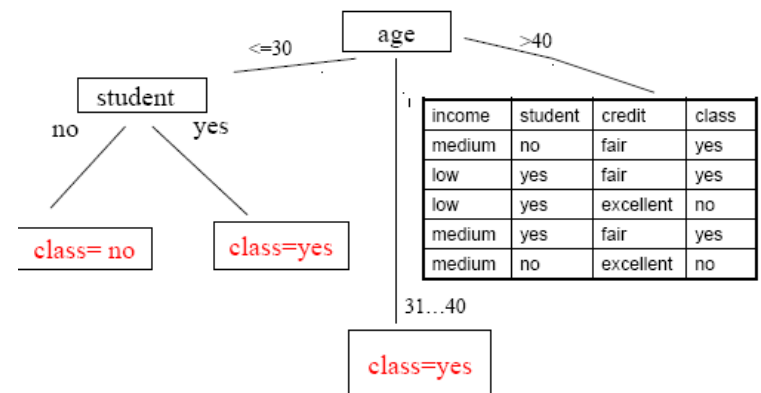 age
<=30
>40
student
no
yes
income student credit class
medium no fair yes
low yes fair yes
low yes excellent no
medium yes fair yes
medium no excellent no
class= no
class=yes
31...40
class=yes